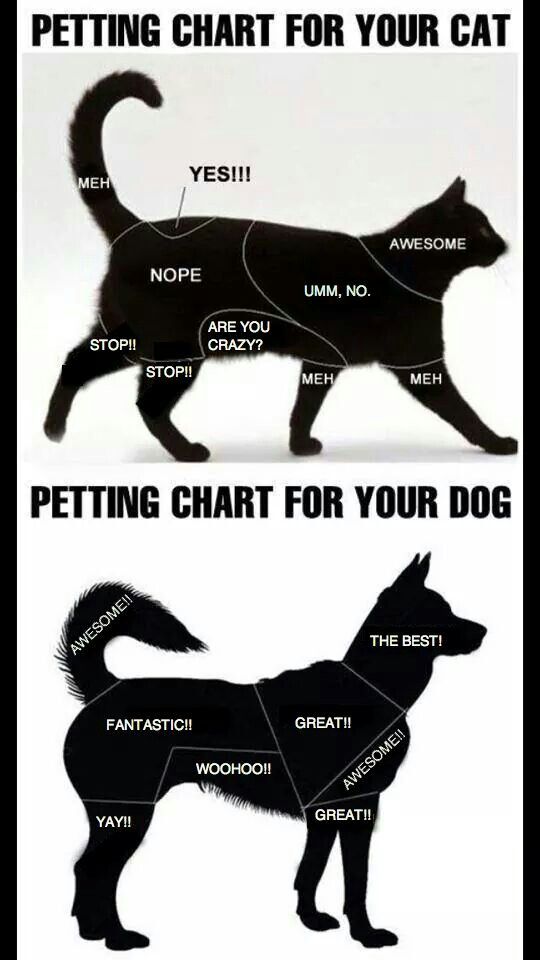 PETTING CHART FOR YOUR CAT
MEH
YES!!!
AWESOME
NOPE
UMM, NO.
ARE YOU
CRAZY?
STOP!!
STOP!!
MEH
MEH
PETTING CHART FOR YOUR DOG
AWESOME!!
THE BEST!
FANTASTIC!!
GREAT!!
AWESOME!!
WOOHOO!!
YAY!!
GREAT!!